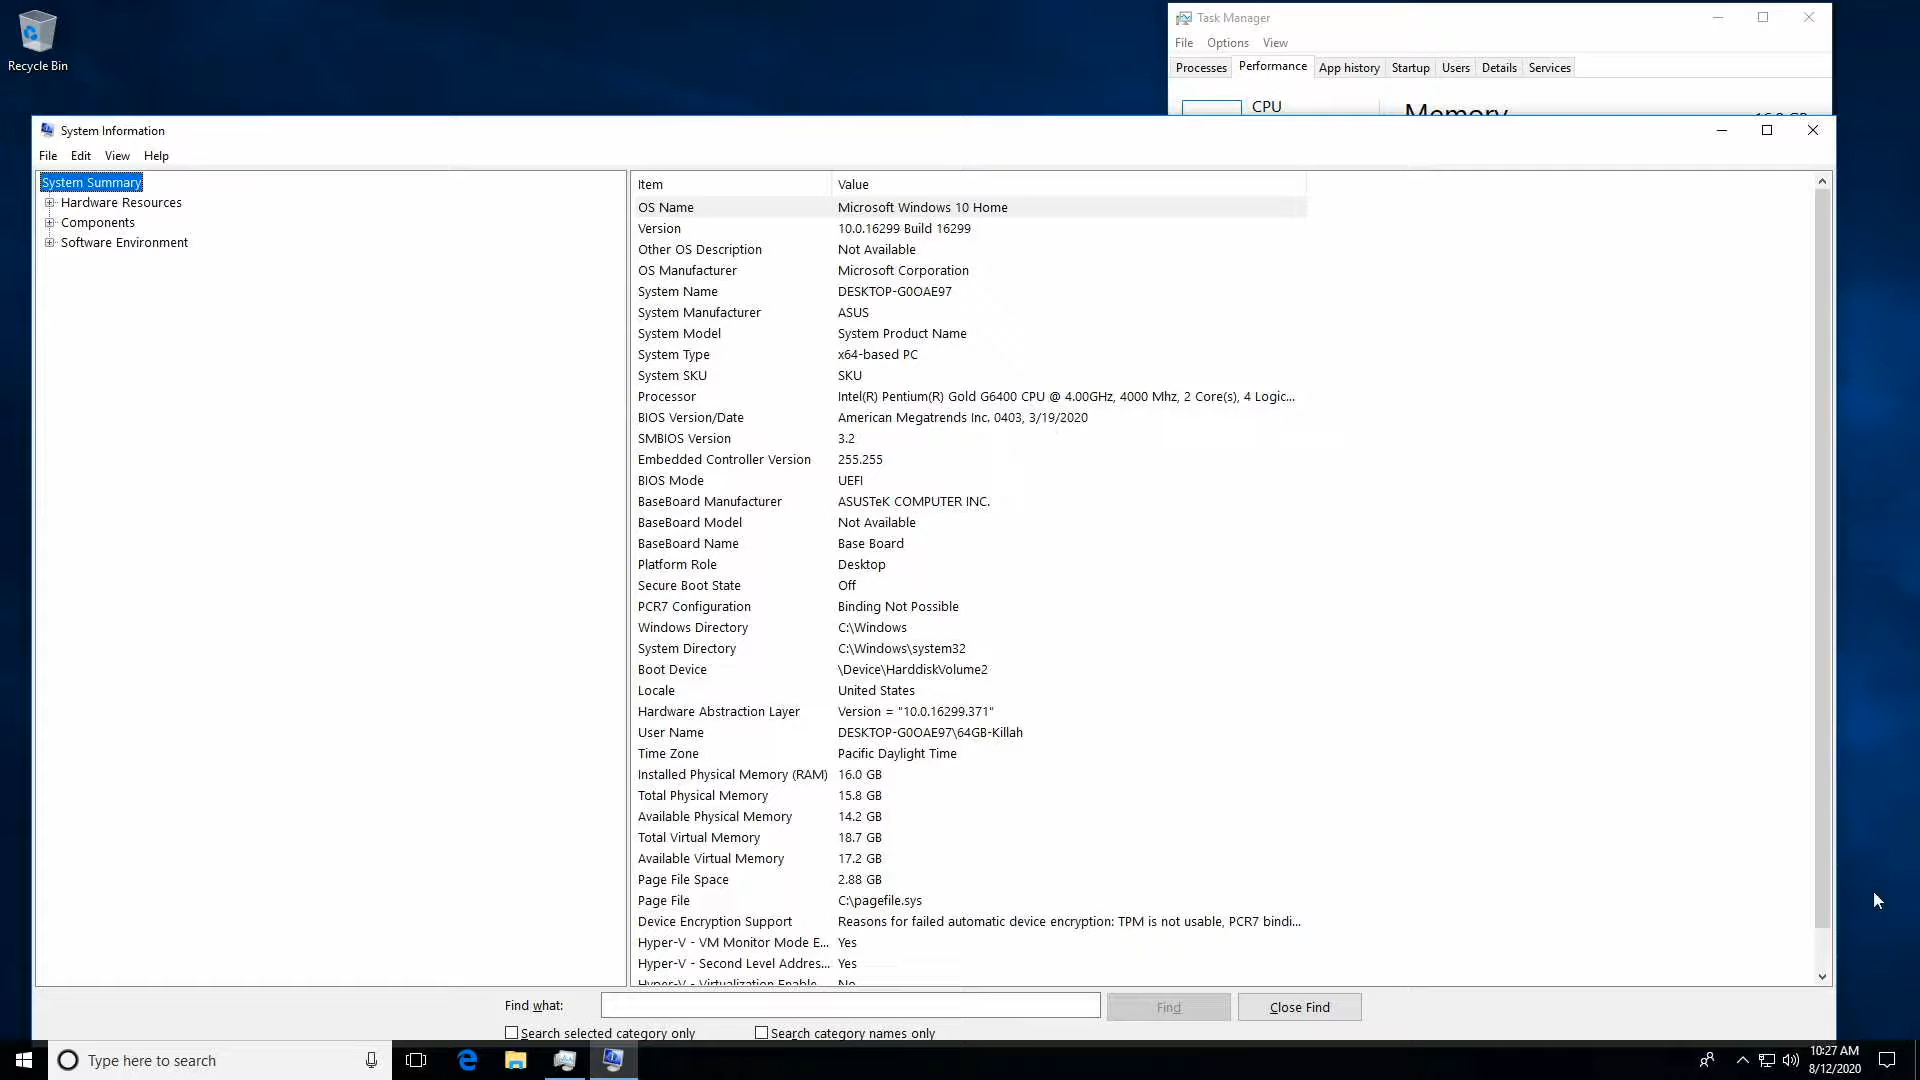 Recycle Bin
Task Manager
File Options View
Processes Performance App history Startup Users Details Services
CPU
Memory
System Information
File Edit View Help
System Summary
Hardware Resources
Components
Software Environment
Item Value
OS Name Microsoft Windows 10 Home
Version 10.0.16299 Build 16299
Other OS Description Not Available
OS Manufacturer Microsoft Corporation
System Name DESKTOP-G0OAE97
System Manufacturer ASUS
System Model System Product Name
System Type x64-based PC
System SKU SKU
Processor Intel(R) Pentium(R) Gold G6400 CPU @ 4.00GHz, 4000 Mhz, 2 Core(s), 4 Logic...
BIOS Version/Date American Megatrends Inc. 0403, 3/19/2020
SMBIOS Version 3.2
Embedded Controller Version 255.255
BIOS Mode UEFI
BaseBoard Manufacturer ASUSTeK COMPUTER INC.
BaseBoard Model Not Available
BaseBoard Name Base Board
Platform Role Desktop
Secure Boot State Off
PCR7 Configuration Binding Not Possible
Windows Directory C:\Windows
System Directory C:\Windows\system32
Boot Device \Device\HarddiskVolume2
Locale United States
Hardware Abstraction Layer Version = "10.0.16299.371"
User Name DESKTOP-G0OAE97\64GB-Killah
Time Zone Pacific Daylight Time
Installed Physical Memory (RAM) 16.0 GB
Total Physical Memory 15.8 GB
Available Physical Memory 14.2 GB
Total Virtual Memory 18.7 GB
Available Virtual Memory 17.2 GB
Page File Space 2.88 GB
Page File C:\pagefile.sys
Device Encryption Support Reasons for failed automatic device encryption: TPM is not usable, PCR7 bindi...
Hyper-V - VM Monitor Mode E... Yes
Hyper-V - Second Level Addres... Yes
Hyper-V - Virtualization Enable No
Find what: Find Close Find
Search selected category only Search category names only
Type here to search
10:27 AM
8/12/2020